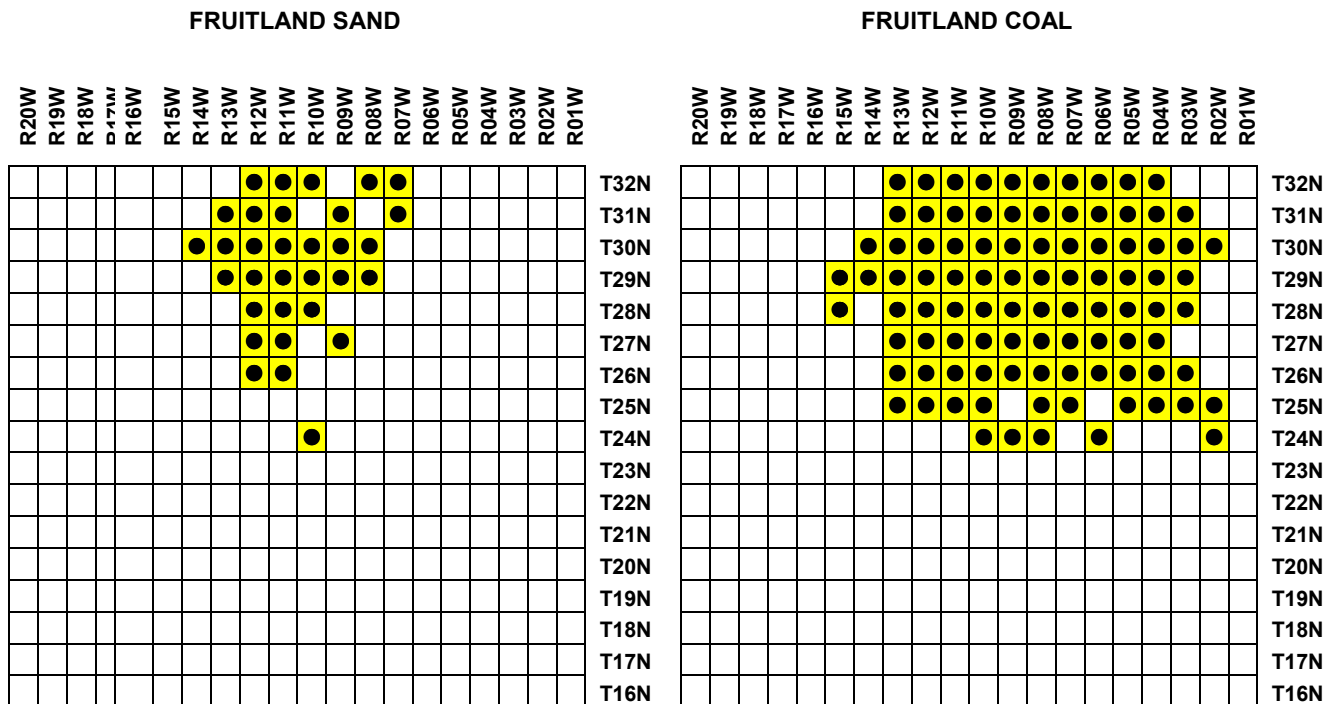 FRUITLAND SAND
R20W R19W R18W R17W R16W R15W R14W R13W R12W R11W R10W R09W R08W R07W R06W R05W R04W R03W R02W R01W
T32N
T31N
T30N
T29N
T28N
T27N
T26N
T25N
T24N
T23N
T22N
T21N
T20N
T19N
T18N
T17N
T16N
FRUITLAND COAL
R20W R19W R18W R17W R16W R15W R14W R13W R12W R11W R10W R09W R08W R07W R06W R05W R04W R03W R02W R01W
T32N
T31N
T30N
T29N
T28N
T27N
T26N
T25N
T24N
T23N
T22N
T21N
T20N
T19N
T18N
T17N
T16N